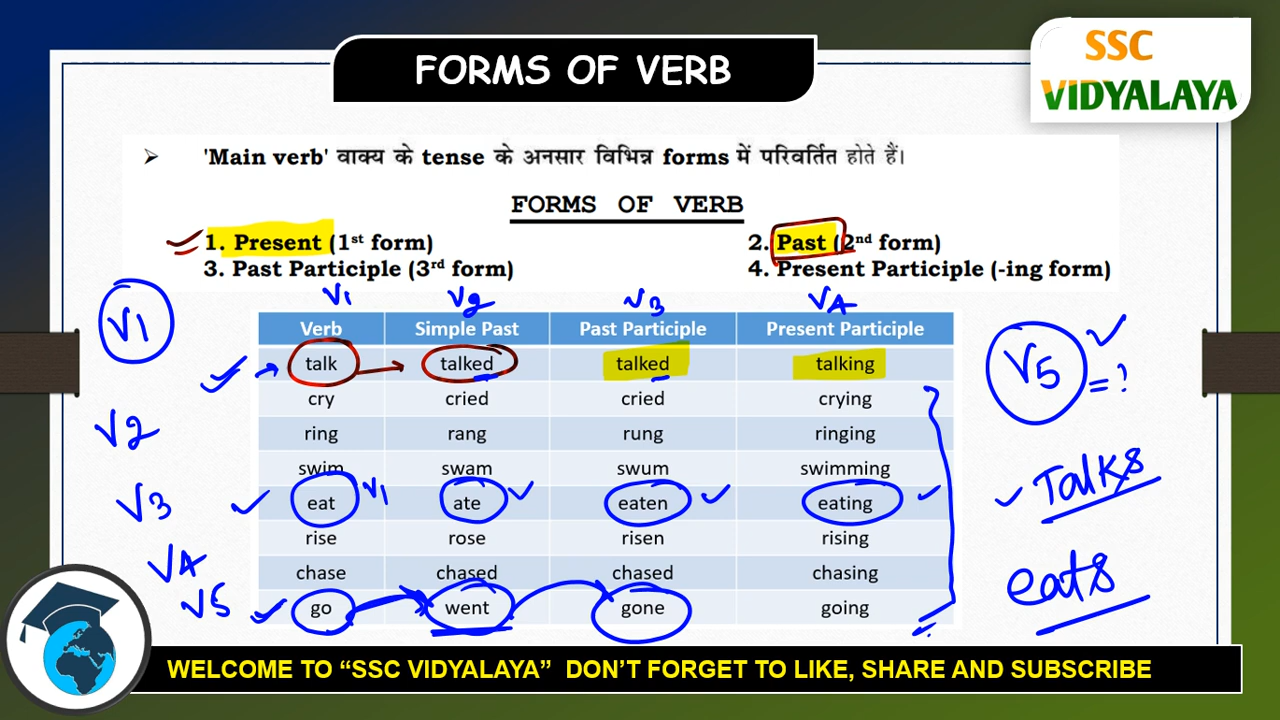 FORMS OF VERB
SSC
VIDYALAYA
'Main verb' वाक्य के tense के अनसार विभिन्न forms में परिवर्तित होते हैं।
FORMS OF VERB
1. Present (1st form) 2. Past (2nd form)
3. Past Participle (3rd form) 4. Present Participle (-ing form)
V1 V2 V3 V4
Verb Simple Past Past Participle Present Participle
talk talked talked talking
cry cried cried crying
ring rang rung ringing
swim swam swum swimming
eat V1 ate eaten eating
rise rose risen rising
chase chased chased chasing
go went gone going
V1
V2
V3
V4
V5
V5
= ?
Talks
eats
WELCOME TO “SSC VIDYALAYA” DON’T FORGET TO LIKE, SHARE AND SUBSCRIBE